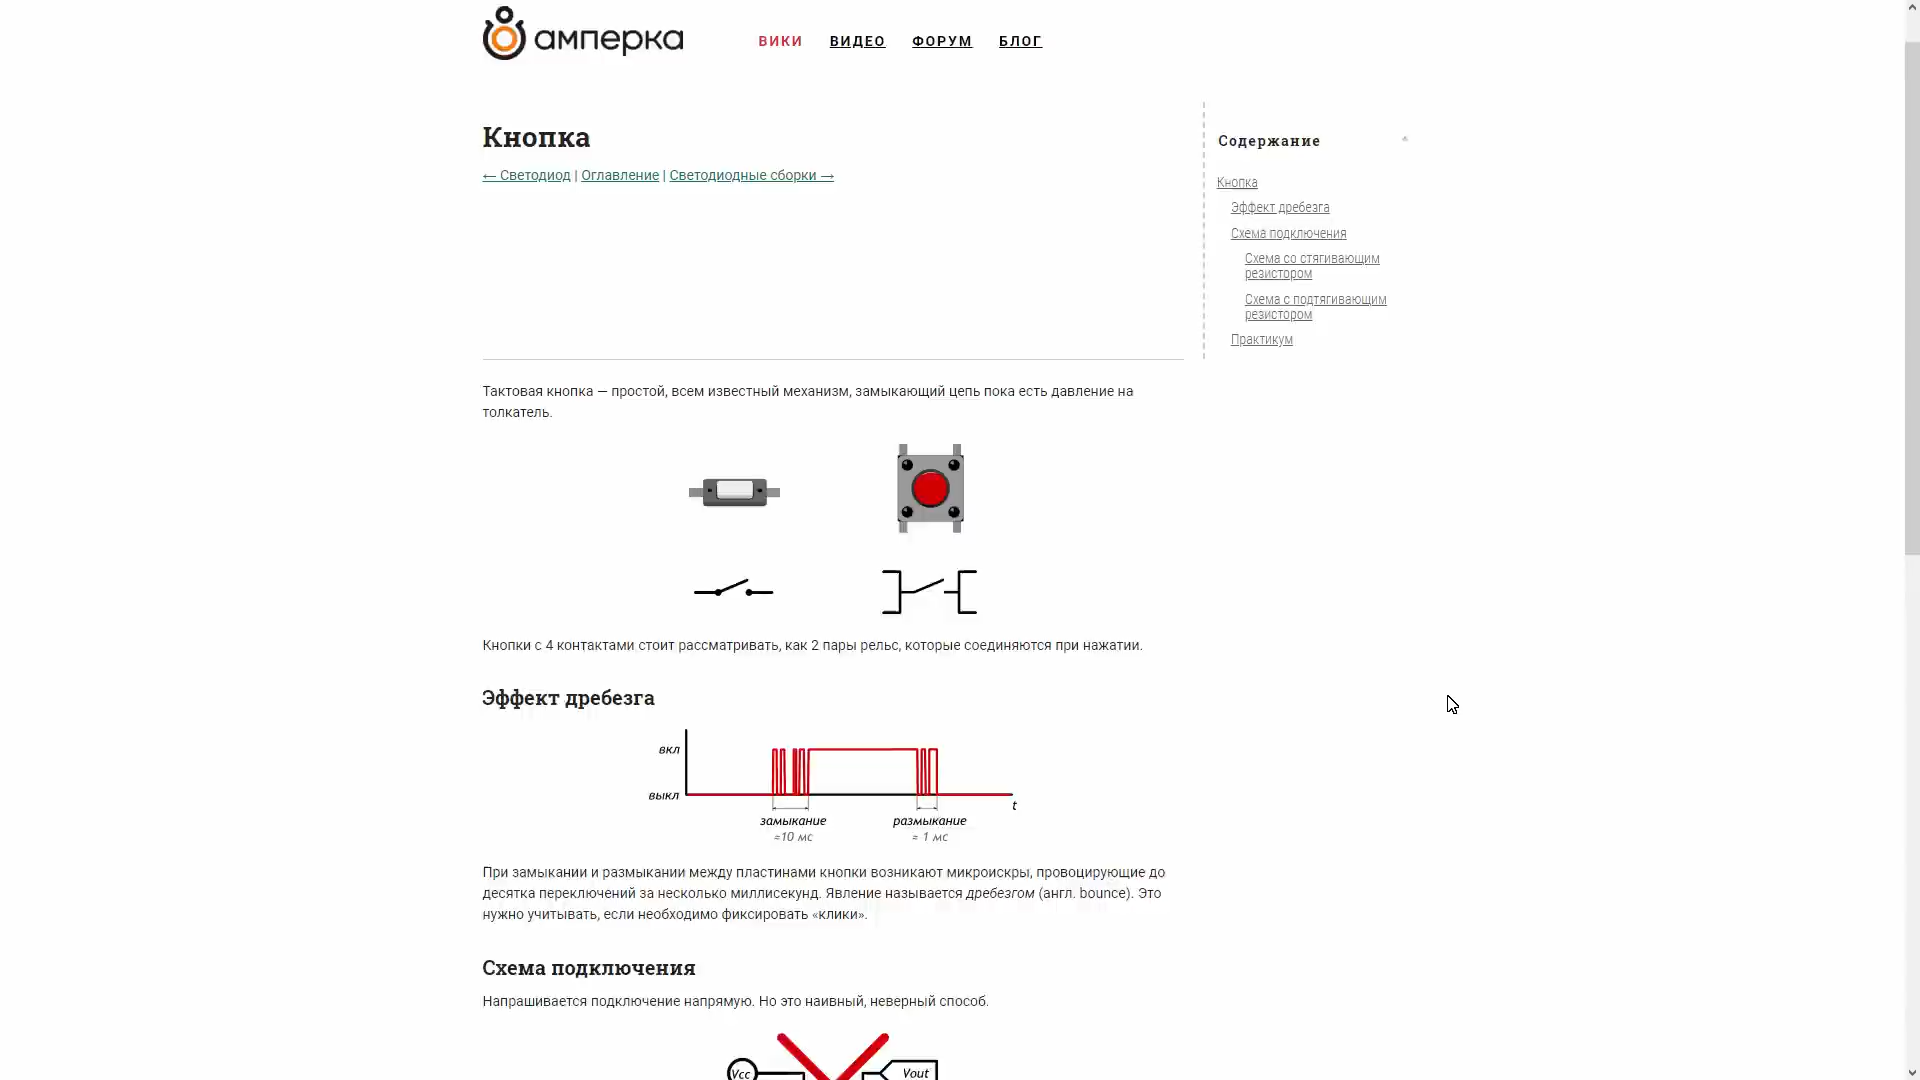 амперка
ВИКИ ВИДЕО ФОРУМ БЛОГ
Кнопка
← Светодиод | Оглавление | Светодиодные сборки →
Содержание
Кнопка
Эффект дребезга
Схема подключения
Схема со стягивающим
резистором
Схема с подтягивающим
резистором
Практикум
Тактовая кнопка — простой, всем известный механизм, замыкающий цепь пока есть давление на
толкатель.
Кнопки с 4 контактами стоит рассматривать, как 2 пары рельс, которые соединяются при нажатии.
Эффект дребезга
вкл
выкл
t
замыкание размыкание
≈10 мс ≈ 1 мс
При замыкании и размыкании между пластинами кнопки возникают микроискры, провоцирующие до
десятка переключений за несколько миллисекунд. Явление называется дребезгом (англ. bounce). Это
нужно учитывать, если необходимо фиксировать «клики».
Схема подключения
Напрашивается подключение напрямую. Но это наивный, неверный способ.
Vcc Vout